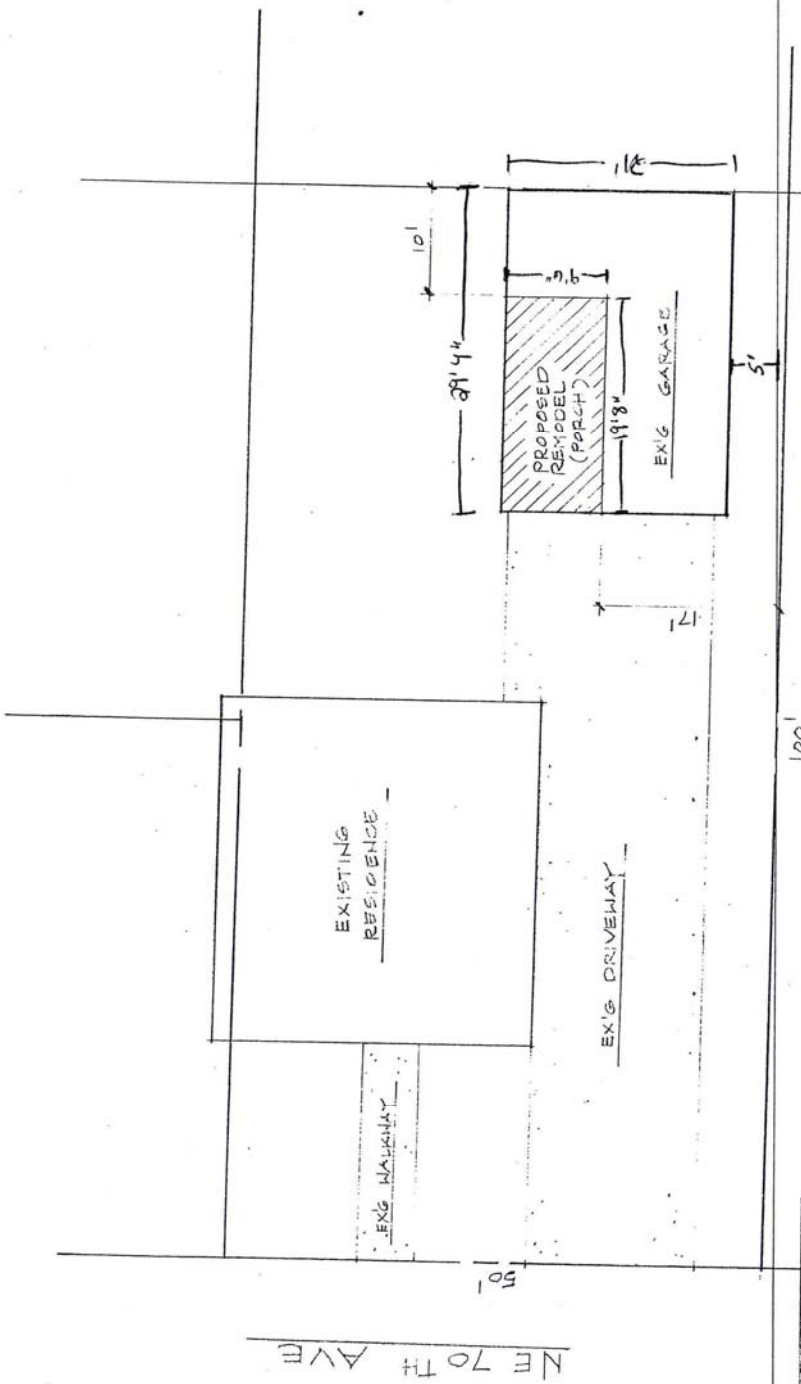 10'
21'
29'4"
9'6"
PROPOSED
REMODEL
(PORCH)
19'8"
EX'G GARAGE
5'
17'
EXISTING
RESIDENCE
EX'G DRIVEWAY
EX'G WALKWAY
50'
100'
NE 70TH AVE